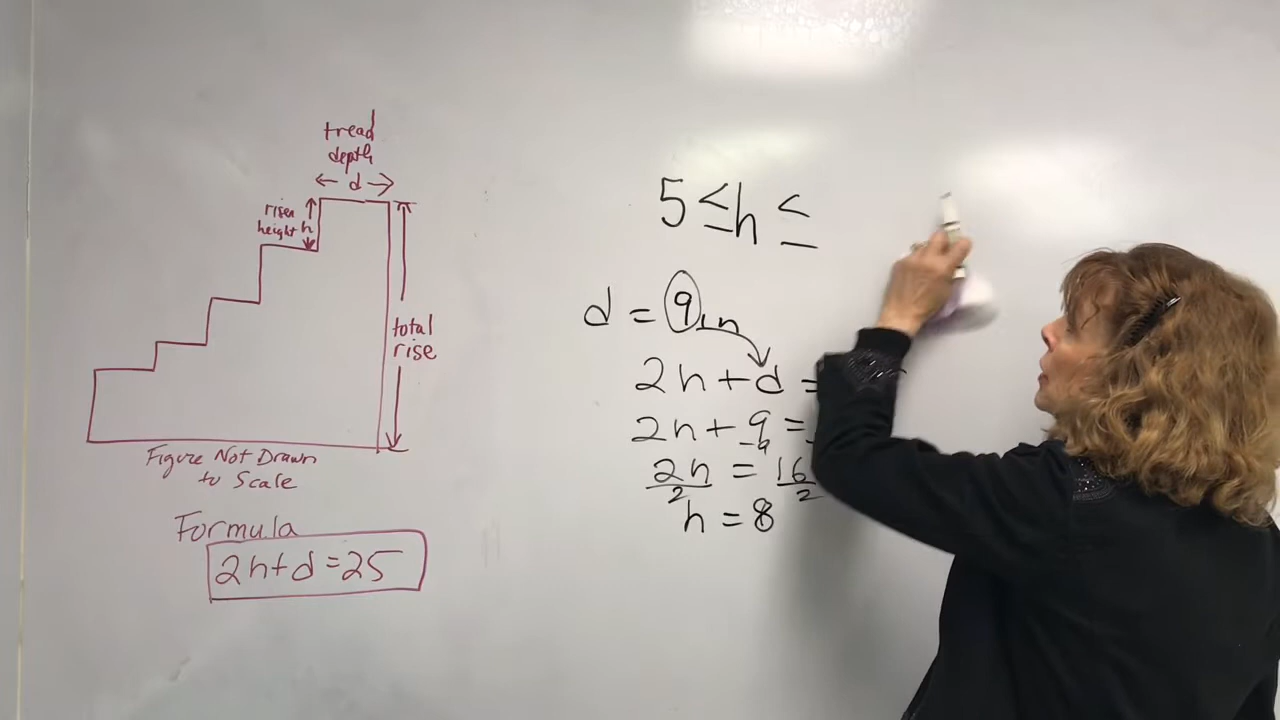 tread
depth
d
riser
height h
total
rise
Figure Not Drawn
to Scale
Formula
2h+d=25
5 ≤ h ≤
d = 9in
2h+d =
2h+9 =
-9
2h = 16
2 2
h = 8